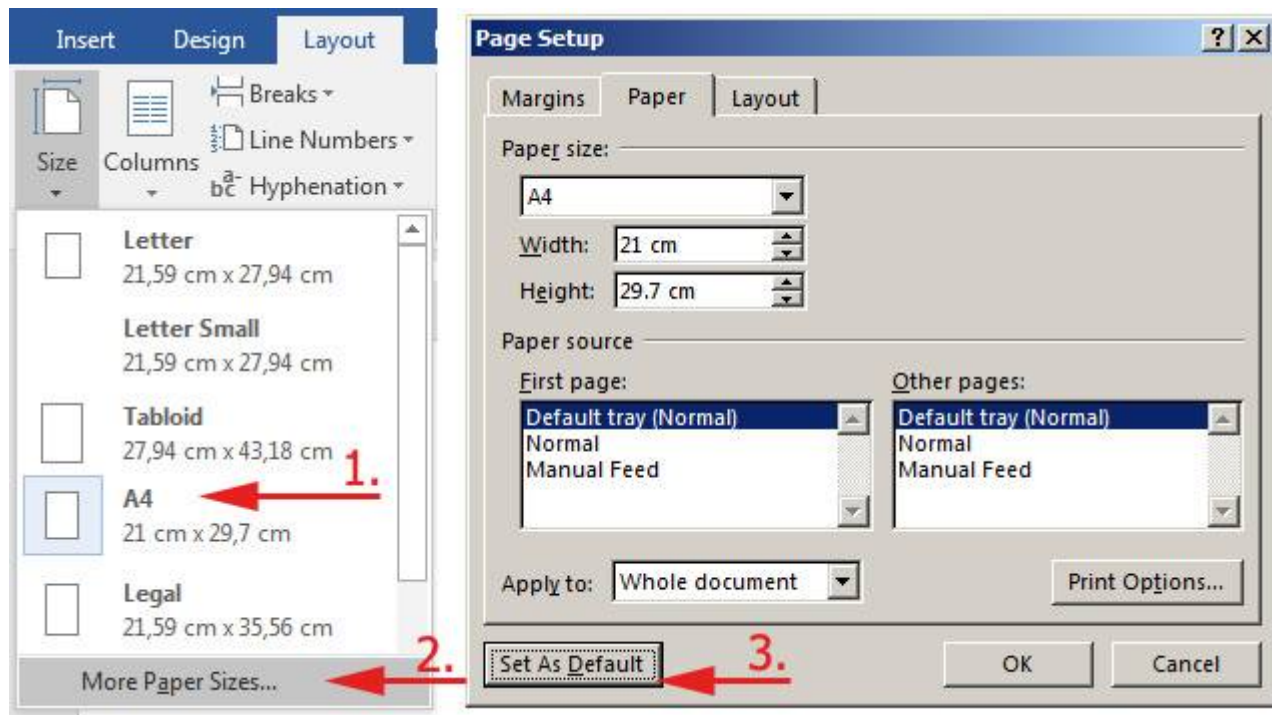 Insert Design Layout
Breaks
Line Numbers
Size Columns
Hyphenation
Letter
21,59 cm x 27,94 cm
Letter Small
21,59 cm x 27,94 cm
Tabloid
27,94 cm x 43,18 cm
1.
A4
21 cm x 29,7 cm
Legal
21,59 cm x 35,56 cm
More Paper Sizes...
2.
Page Setup
Margins Paper Layout
Paper size:
A4
Width: 21 cm
Height: 29.7 cm
Paper source
First page: Other pages:
Default tray (Normal) Default tray (Normal)
Normal Normal
Manual Feed Manual Feed
Apply to: Whole document Print Options...
Set As Default 3. OK Cancel